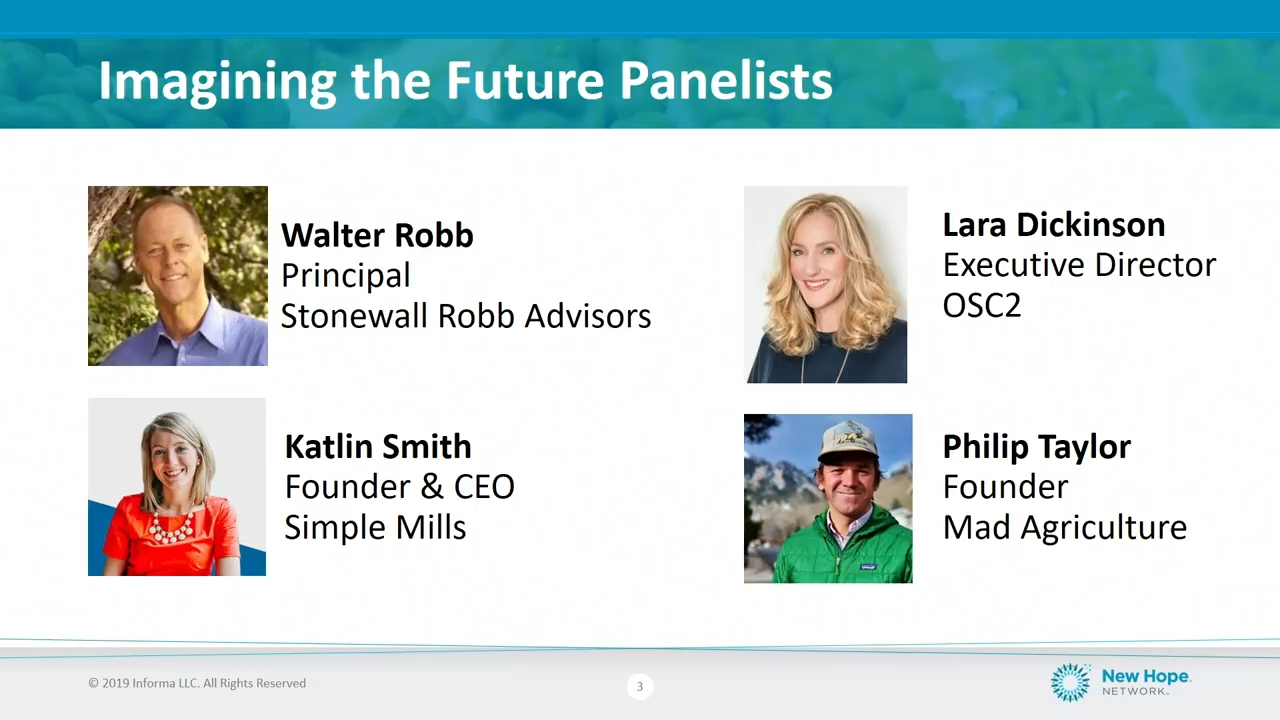 Imagining the Future Panelists
Walter Robb
Principal
Stonewall Robb Advisors
Lara Dickinson
Executive Director
OSC2
Katlin Smith
Founder & CEO
Simple Mills
Philip Taylor
Founder
Mad Agriculture
© 2019 Informa LLC. All Rights Reserved
3
New Hope.
NETWORK™